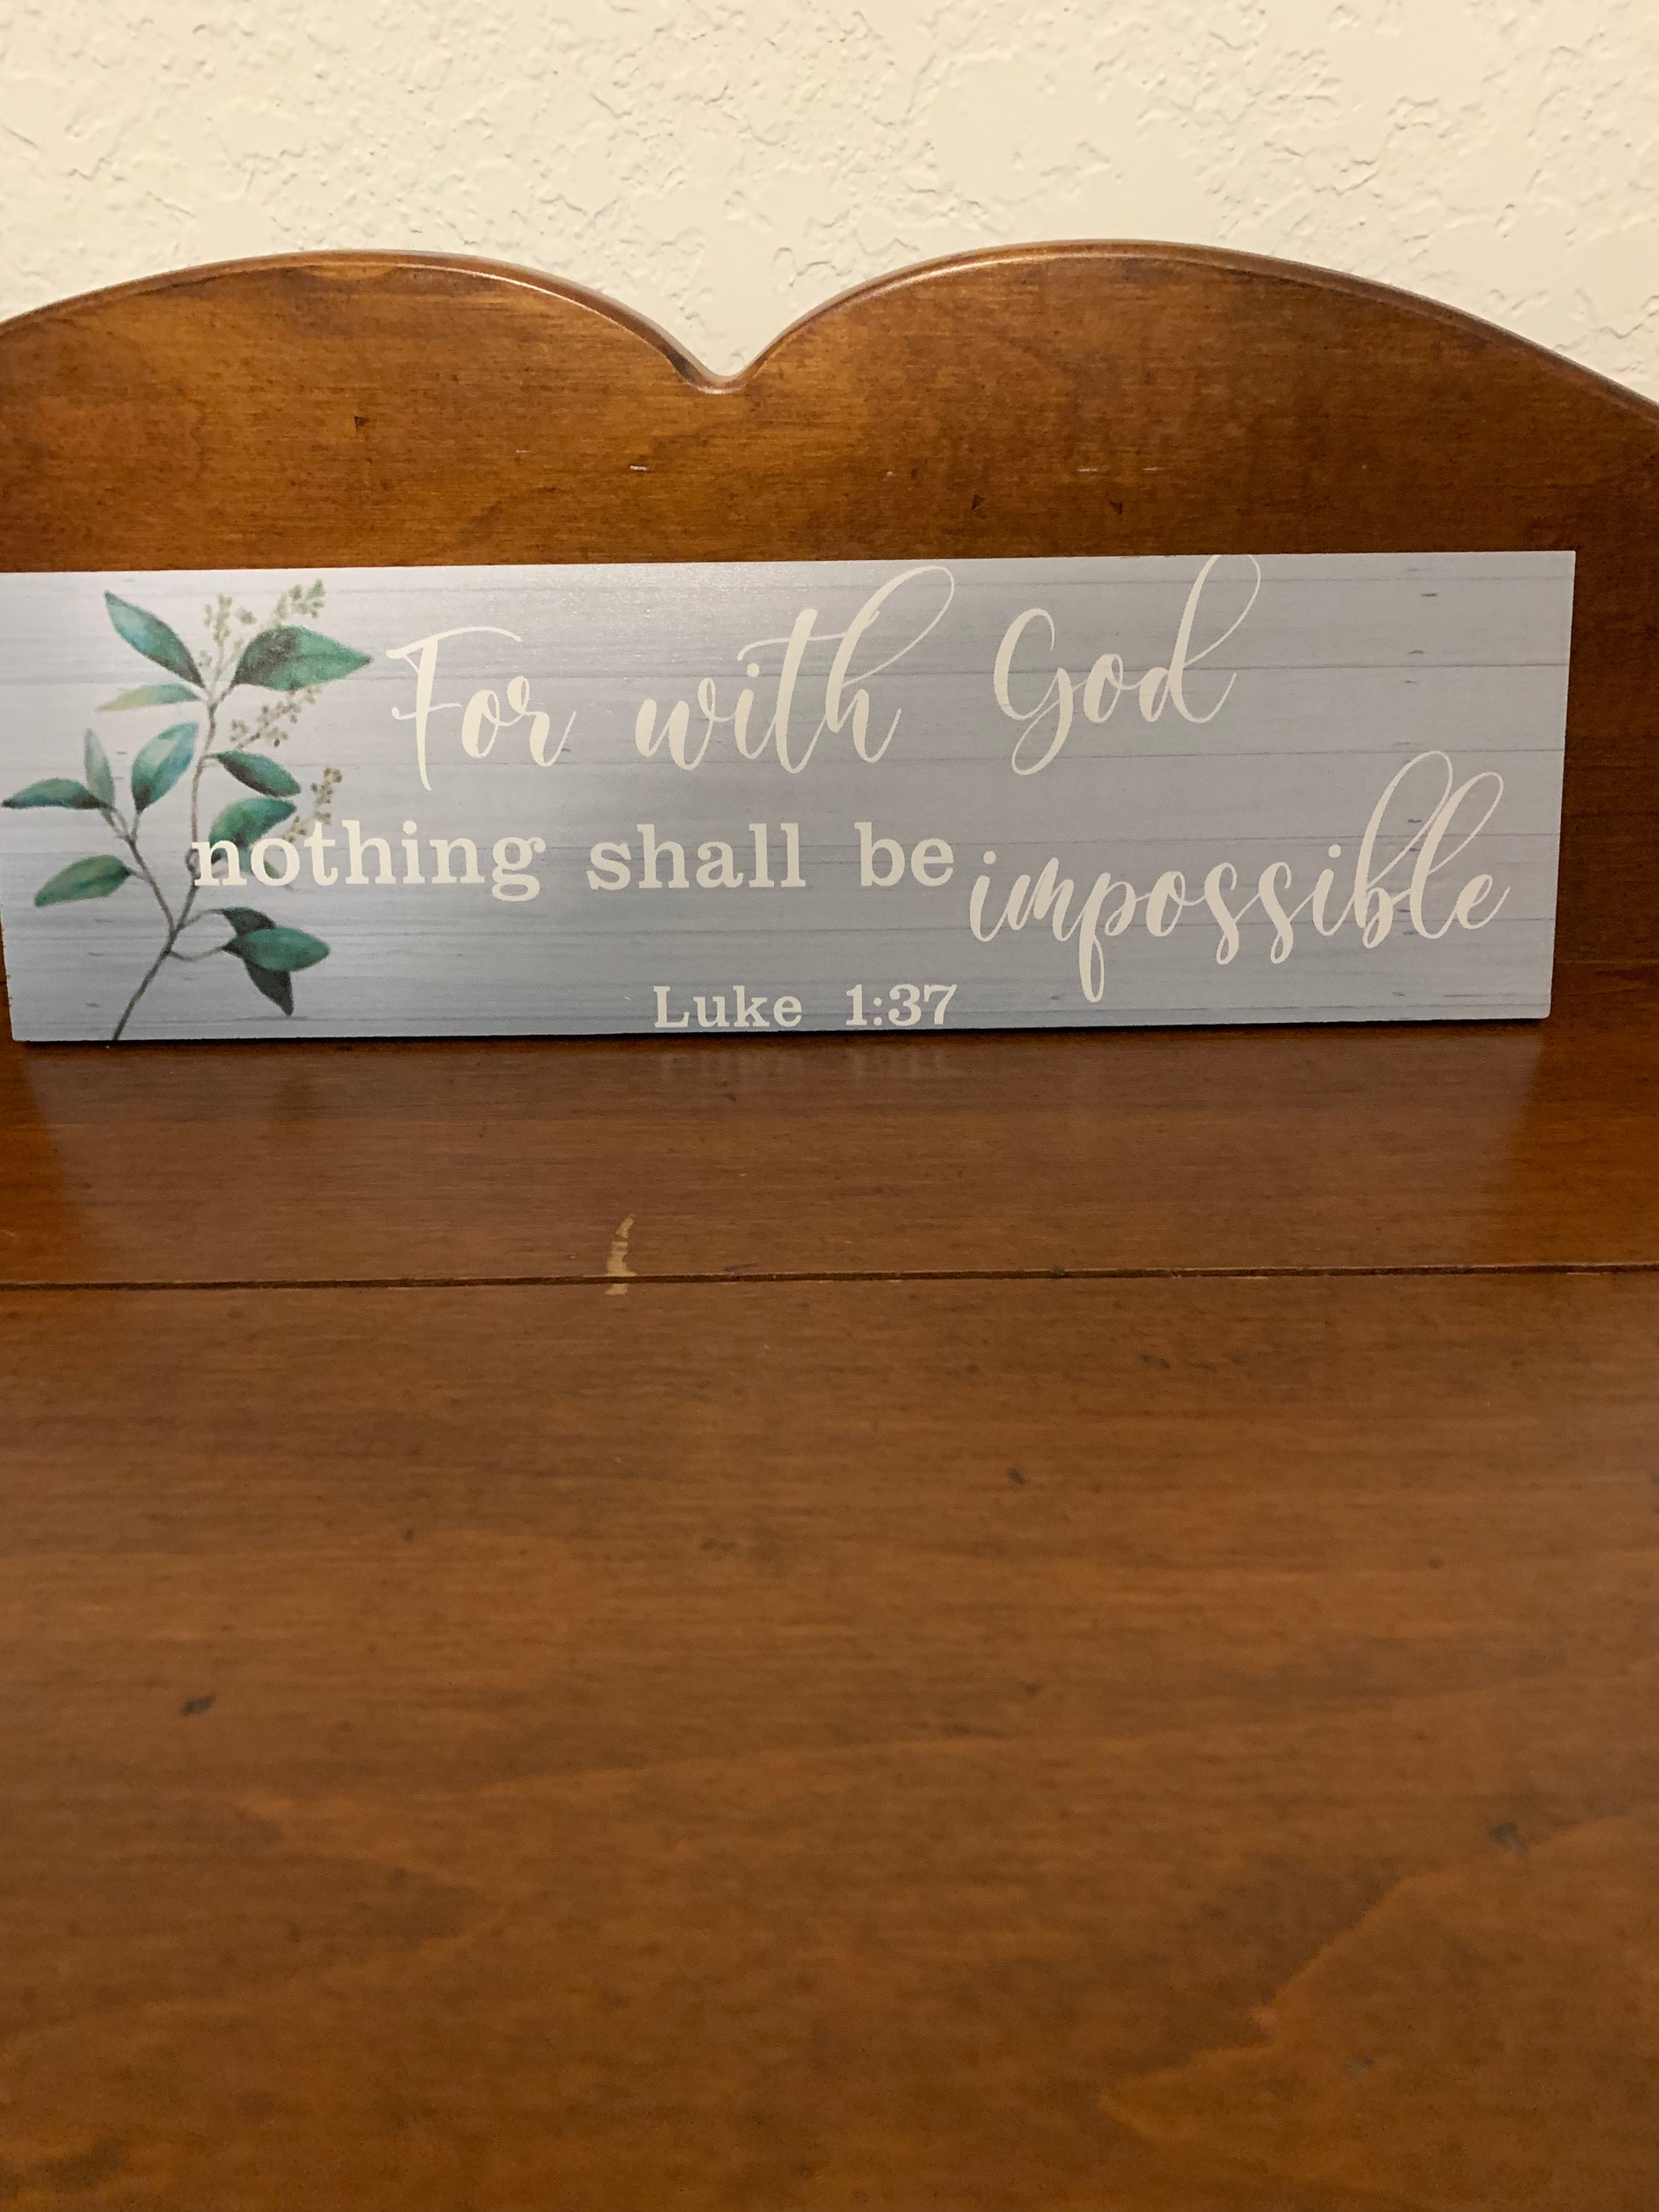 For with God
nothing shall be impossible
Luke 1:37